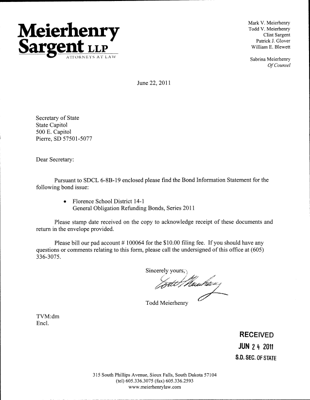 Meierhenry
Sargent LLP
ATTORNEYS AT LAW
Mark V. Meierhenry
Todd V. Meierhenry
Clint Sargent
Patrick J. Glover
William E. Blewett
Sabrina Meierhenry
Of Counsel
June 22, 2011
Secretary of State
State Capitol
500 E. Capitol
Pierre, SD 57501-5077
Dear Secretary:
Pursuant to SDCL 6-8B-19 enclosed please find the Bond Information Statement for the
following bond issue:
• Florence School District 14-1
General Obligation Refunding Bonds, Series 2011
Please stamp date received on the copy to acknowledge receipt of these documents and
return in the envelope provided.
Please bill our pad account # 100064 for the $10.00 filing fee. If you should have any
questions or comments relating to this form, please call the undersigned of this office at (605)
336-3075.
Sincerely yours,
Todd Meierhenry
TVM:dm
Encl.
RECEIVED
JUN 24 2011
S.D. SEC. OF STATE
315 South Phillips Avenue, Sioux Falls, South Dakota 57104
(tel) 605.336.3075 (fax) 605.336.2593
www.meierhenrylaw.com